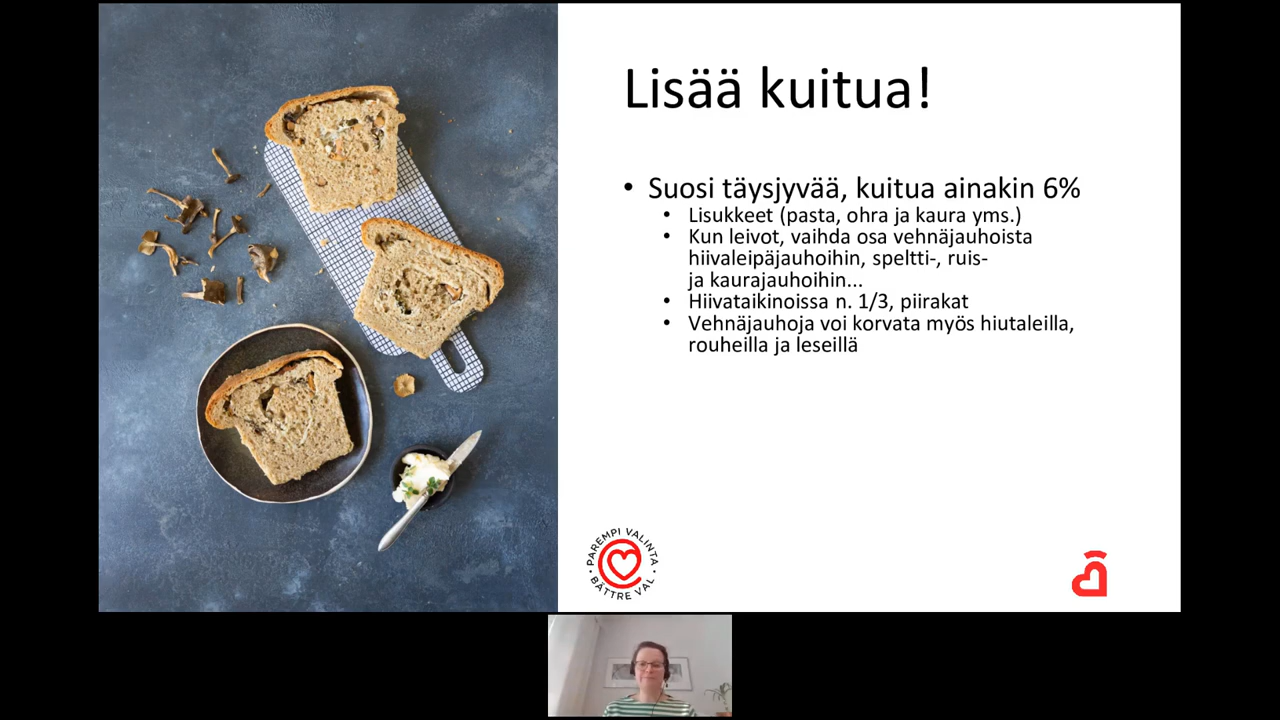 Lisää kuitua!
• Suosi täysjyvää, kuitua ainakin 6%
• Lisukkeet (pasta, ohra ja kaura yms.)
• Kun leivot, vaihda osa vehnäjauhoista
hiivaleipäjauhoihin, speltti-, ruis-
ja kaurajauhoihin...
• Hiivataikinoissa n. 1/3, piirakat
• Vehnäjauhoja voi korvata myös hiutaleilla,
rouheilla ja leseillä
PAREMPI VALINTA
BÄTTRE VAL